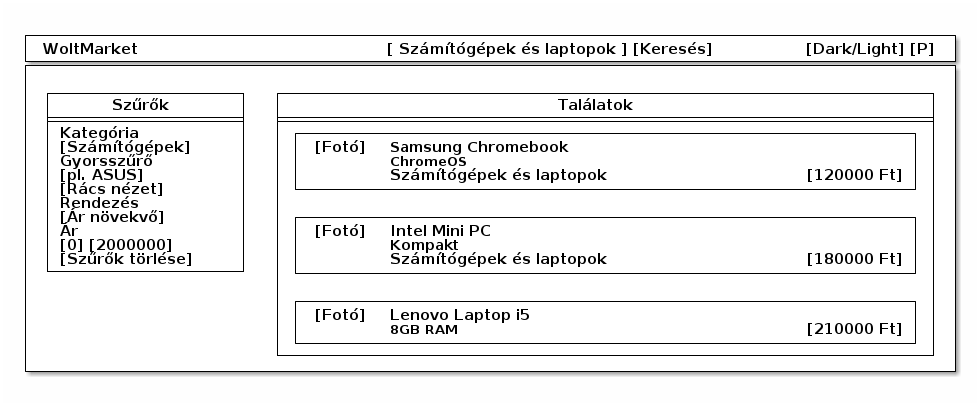 WoltMarket [ Számítógépek és laptopok ] [Keresés] [Dark/Light] [P]
Szűrők
Kategória
[Számítógépek]
Gyorsszűrő
[pl. ASUS]
[Rács nézet]
Rendezés
[Ár növekvő]
Ár
[0] [2000000]
[Szűrők törlése]
Találatok
[Fotó] Samsung Chromebook
ChromeOS
Számítógépek és laptopok [120000 Ft]
[Fotó] Intel Mini PC
Kompakt
Számítógépek és laptopok [180000 Ft]
[Fotó] Lenovo Laptop i5
8GB RAM [210000 Ft]